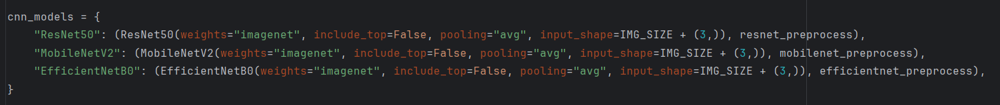 cnn_models = {
    "ResNet50": (ResNet50(weights="imagenet", include_top=False, pooling="avg", input_shape=IMG_SIZE + (3,)), resnet_preprocess),
    "MobileNetV2": (MobileNetV2(weights="imagenet", include_top=False, pooling="avg", input_shape=IMG_SIZE + (3,)), mobilenet_preprocess),
    "EfficientNetB0": (EfficientNetB0(weights="imagenet", include_top=False, pooling="avg", input_shape=IMG_SIZE + (3,)), efficientnet_preprocess),
}